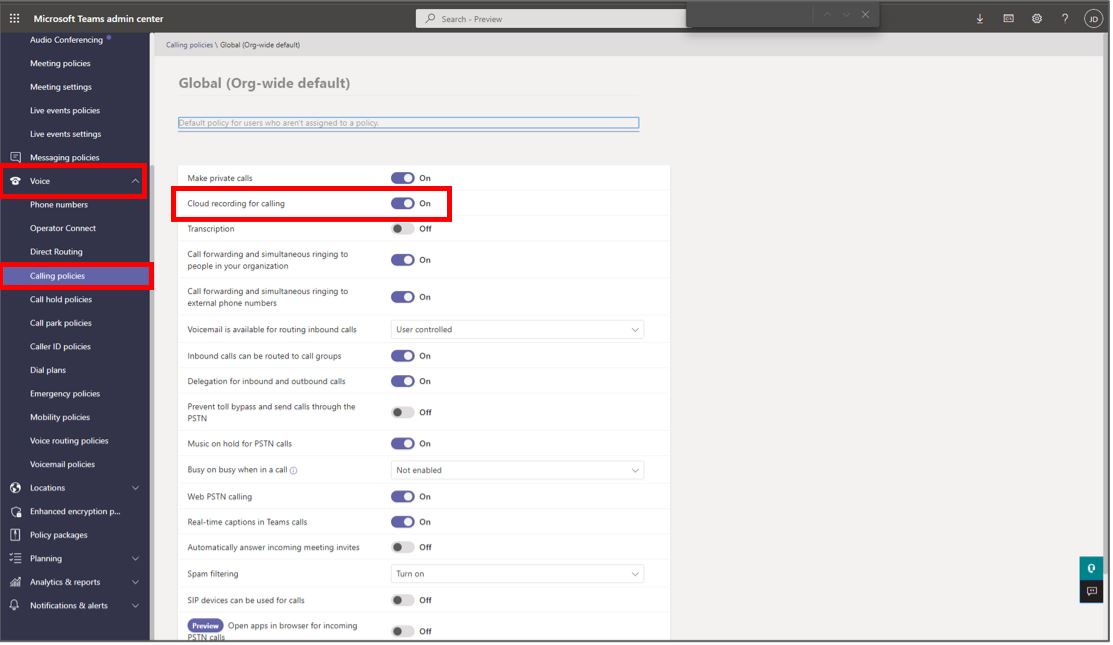 Microsoft Teams admin center
Search - Preview
?
JD
Audio Conferencing
Meeting policies
Meeting settings
Live events policies
Live events settings
Messaging policies
Voice
Phone numbers
Operator Connect
Direct Routing
Calling policies
Call hold policies
Call park policies
Caller ID policies
Dial plans
Emergency policies
Mobility policies
Voice routing policies
Voicemail policies
Locations
Enhanced encryption p...
Policy packages
Planning
Analytics & reports
Notifications & alerts
Calling policies \ Global (Org-wide default)
Global (Org-wide default)
Default policy for users who aren't assigned to a policy.
Make private calls On
Cloud recording for calling On
Transcription Off
Call forwarding and simultaneous ringing to
people in your organization On
Call forwarding and simultaneous ringing to
external phone numbers On
Voicemail is available for routing inbound calls User controlled
Inbound calls can be routed to call groups On
Delegation for inbound and outbound calls On
Prevent toll bypass and send calls through the
PSTN Off
Music on hold for PSTN calls On
Busy on busy when in a call Not enabled
Web PSTN calling On
Real-time captions in Teams calls On
Automatically answer incoming meeting invites Off
Spam filtering Turn on
SIP devices can be used for calls Off
Preview Open apps in browser for incoming
PSTN calls Off